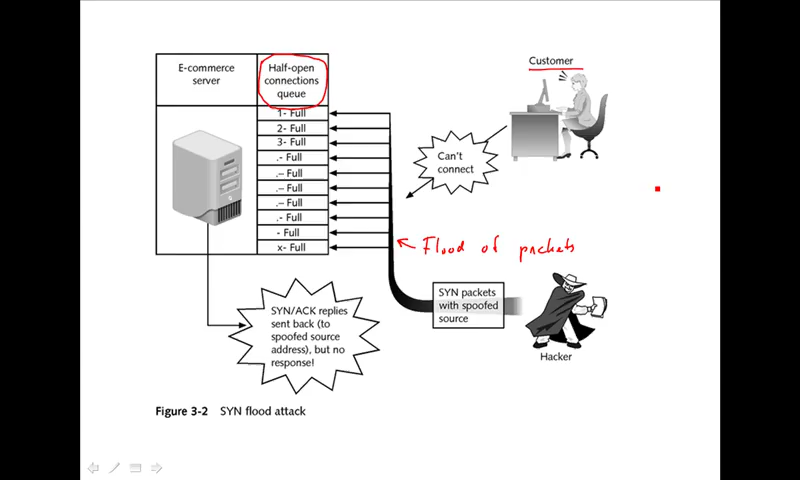 E-commerce
server
Half-open
connections
queue
1- Full
2- Full
3- Full
.- Full
.– Full
.– Full
.– Full
.- Full
- Full
x- Full
Customer
Can't
connect
Flood of packets
SYN packets
with spoofed
source
Hacker
SYN/ACK replies
sent back (to
spoofed source
address), but no
response!
Figure 3-2 SYN flood attack